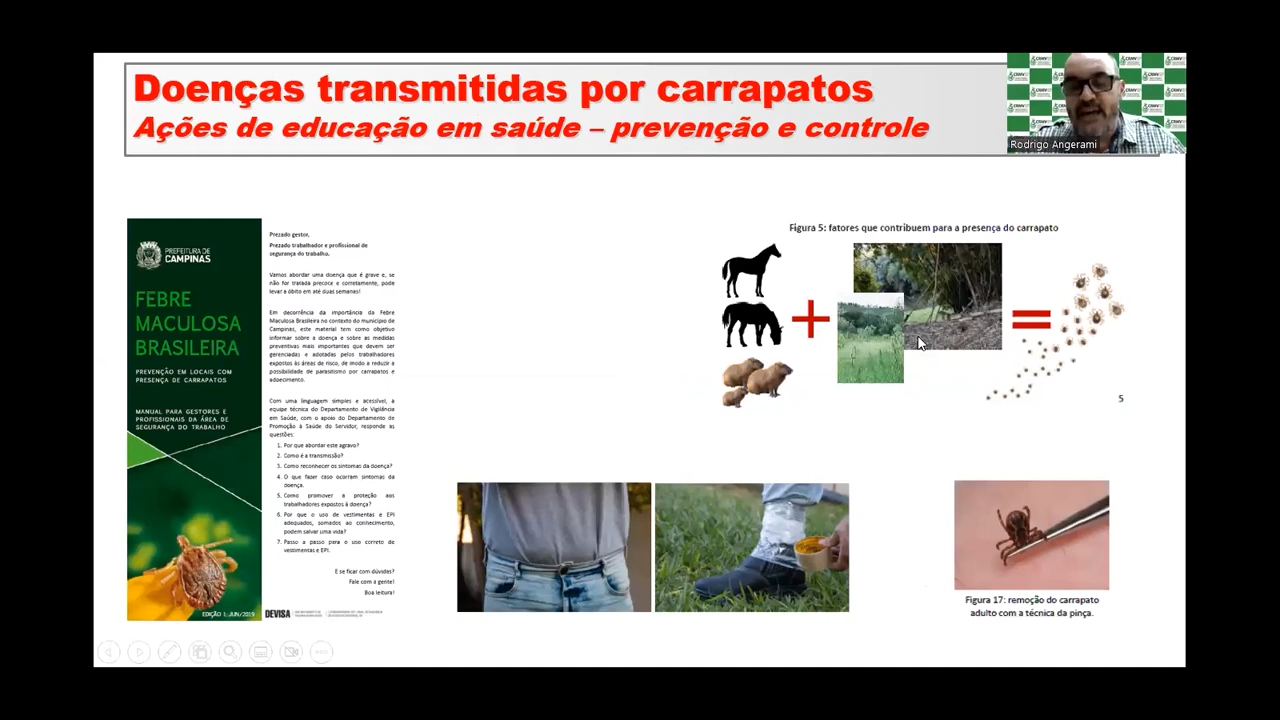 Doenças transmitidas por carrapatos
Ações de educação em saúde – prevenção e controle
Rodrigo Angerami
PREFEITURA DE
CAMPINAS
FEBRE
MACULOSA
BRASILEIRA
PREVENÇÃO EM LOCAIS COM
PRESENÇA DE CARRAPATOS
MANUAL PARA GESTORES E
PROFISSIONAIS DA ÁREA DE
SEGURANÇA DO TRABALHO
EDIÇÃO 1:JUN/2019
Prezado gestor,
Prezado trabalhador e profissional de
segurança do trabalho,
Vamos abordar uma doença que é grave e, se
não for tratada precoce e corretamente, pode
levar a óbito em até duas semanas!
Em decorrência da importância da Febre
Maculosa Brasileira no contexto do município de
Campinas, este material tem como objetivo
informar sobre a doença e sobre as medidas
preventivas mais importantes que devem ser
gerenciadas e adotadas pelos trabalhadores
expostos às áreas de risco, de modo a reduzir a
possibilidade de parasitismo por carrapatos e
adoecimento.
Com uma linguagem simples e acessível, a
equipe técnica do Departamento de Vigilância
em Saúde, com o apoio do Departamento de
Promoção à Saúde do Servidor, responde as
questões:
1. Por que abordar este agravo?
2. Como é a transmissão?
3. Como reconhecer os sintomas da doença?
4. O que fazer caso ocorram sintomas da
doença.
5. Como promover a proteção aos
trabalhadores expostos à doença?
6. Por que o uso de vestimentas e EPI
adequados, somados ao conhecimento,
podem salvar uma vida?
7. Passo a passo para o uso correto de
vestimentas e EPI.
E se ficar com dúvidas?
Fale com a gente!
Boa leitura!
DEVISA
Figura 5: fatores que contribuem para a presença do carrapato
+
=
5
Figura 17: remoção do carrapato
adulto com a técnica da pinça.